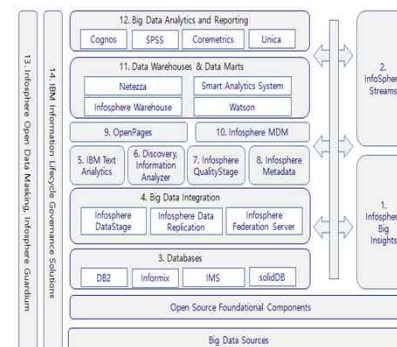 12. Big Data Analytics and Reporting
Cognos
SPSS
Coremetrics
Unica
11. Data Warehouses & Data Marts
Netezza
Smart Analytics System
Infosphere Warehouse
Watson
9. OpenPages
10. Infosphere MDM
5. IBM Text
Analytics
6. Discovery,
Information
Analyzer
7. Infosphere
QualityStage
8. Infosphere
Metadata
4. Big Data Integration
Infosphere
DataStage
Infosphere Data
Replication
Infosphere
Federation Server
3. Databases
DB2
Informix
IMS
solidDB
Open Source Foundational Components
Big Data Sources
13. Infosphere Open Data Masking, Infosphere Guardium
14. IBM Information Lifecycle Governance Solutions
2.
InfoSpher
Streams
1.
Infospher
Big
Insights